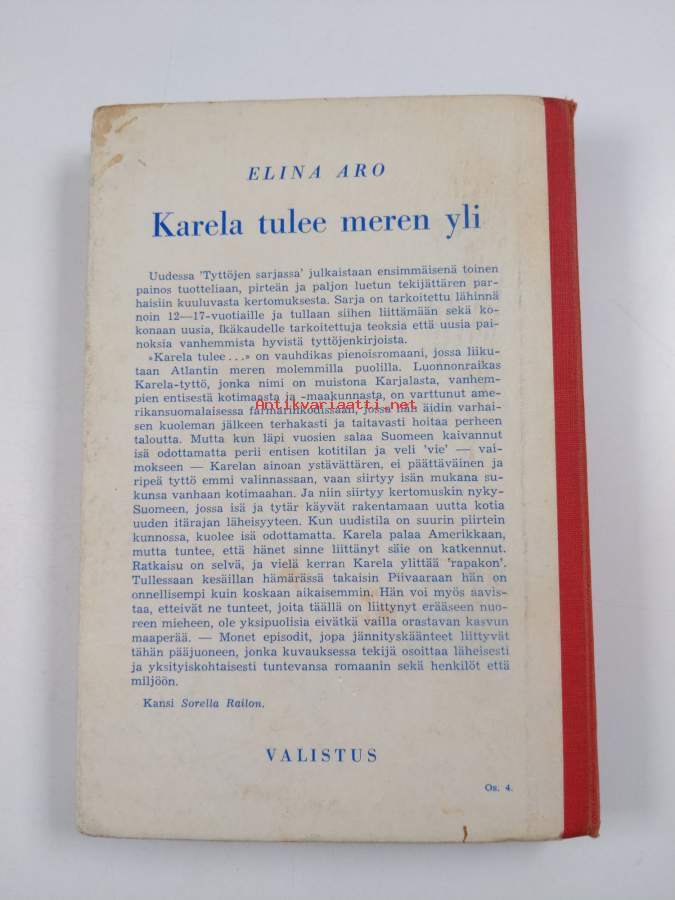 ELINA ARO
Karela tulee meren yli
Uudessa 'Tyttöjen sarjassa' julkaistaan ensimmäisenä toinen
painos tuotteliaan, pirteän ja paljon luetun tekijättären par-
haisiin kuuluvasta kertomuksesta. Sarja on tarkoitettu lähinnä
noin 12—17-vuotiaille ja tullaan siihen liittämään sekä ko-
konaan uusia, Ikäkaudelle tarkoitettuja teoksia että uusia pai-
noksia vanhemmista hyvistä tyttöjenkirjoista.
»Karela tulee...» on vauhdikas pienoisromaani, jossa liiku-
taan Atlantin meren molemmilla puolilla. Luonnonraikas
Karela-tyttö, jonka nimi on muistona Karjalasta, vanhem-
pien entisestä kotimaasta ja -maakunnasta, on varttunut ame-
Antikvariaatti.net
rikansuomalaisessa farmarinkodissaan, jossa hän äidin varhai-
sen kuoleman jälkeen terhakasti ja taitavasti hoitaa perheen
taloutta. Mutta kun läpi vuosien salaa Suomeen kaivannut
isä odottamatta perii entisen kotitilan ja veli 'vie' — vai-
mokseen — Karelan ainoan ystävättären, ei päättäväinen ja
ripeä tyttö emmi valinnassaan, vaan siirtyy isän mukana su-
kunsa vanhaan kotimaahan. Ja niin siirtyy kertomuskin nyky-
Suomeen, jossa isä ja tytär käyvät rakentamaan uutta kotia
uuden itärajan läheisyyteen. Kun uudistila on suurin piirtein
kunnossa, kuolee isä odottamatta. Karela palaa Amerikkaan,
mutta tuntee, että hänet sinne liittänyt säie on katkennut.
Ratkaisu on selvä, ja vielä kerran Karela ylittää 'rapakon'.
Tullessaan kesäillan hämärässä takaisin Piivaaraan hän on
onnellisempi kuin koskaan aikaisemmin. Hän voi myös aavis-
taa, etteivät ne tunteet, joita täällä on liittynyt erääseen nuo-
reen mieheen, ole yksipuolisia eivätkä vailla orastavan kasvun
maaperää. — Monet episodit, jopa jännityskäänteet liittyvät
tähän pääjuoneen, jonka kuvauksessa tekijä osoittaa läheisesti
ja yksityiskohtaisesti tuntevansa romaanin sekä henkilöt että
miljöön.
Kansi Sorella Railon.
VALISTUS
Os. 4.